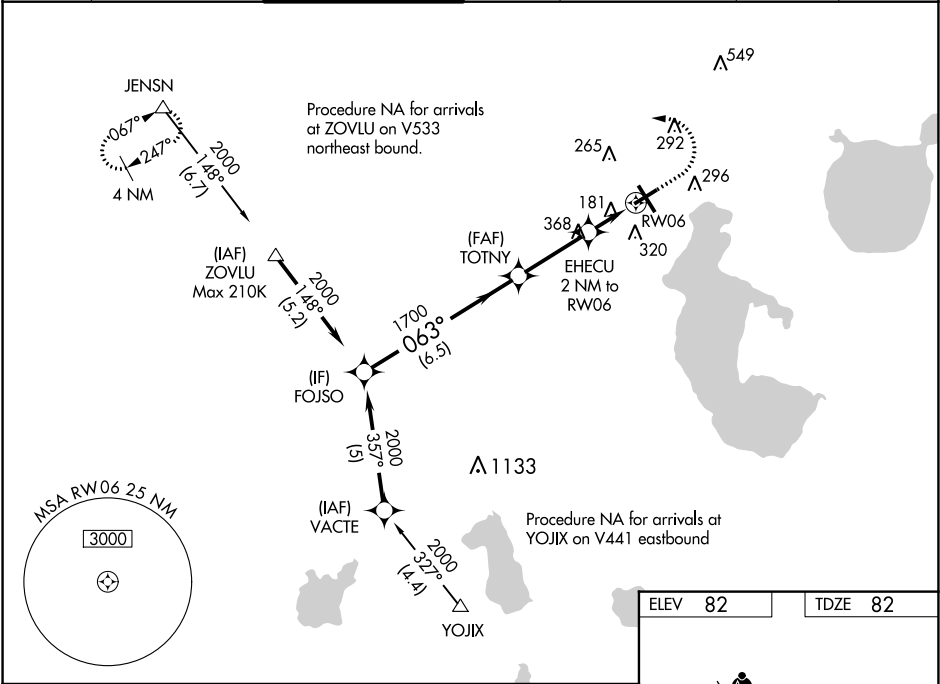 549
JENSN
Procedure NA for arrivals
at ZOVLU on V533
northeast bound.
067°
247°
4 NM
2000
148°
(6.7)
292
265
296
181
RW06
368
320
(FAF)
TOTNY
EHECU
2 NM to
RW06
(IAF)
ZOVLU
Max 210K
2000
148°
(5.2)
1700
063°
(6.5)
(IF)
FOJSO
2000
357°
(5)
1133
MSA RW06 25 NM
3000
(IAF)
VACTE
Procedure NA for arrivals at
YOJIX on V441 eastbound
2000
327°
(4.4)
YOJIX
ELEV 82
TDZE 82